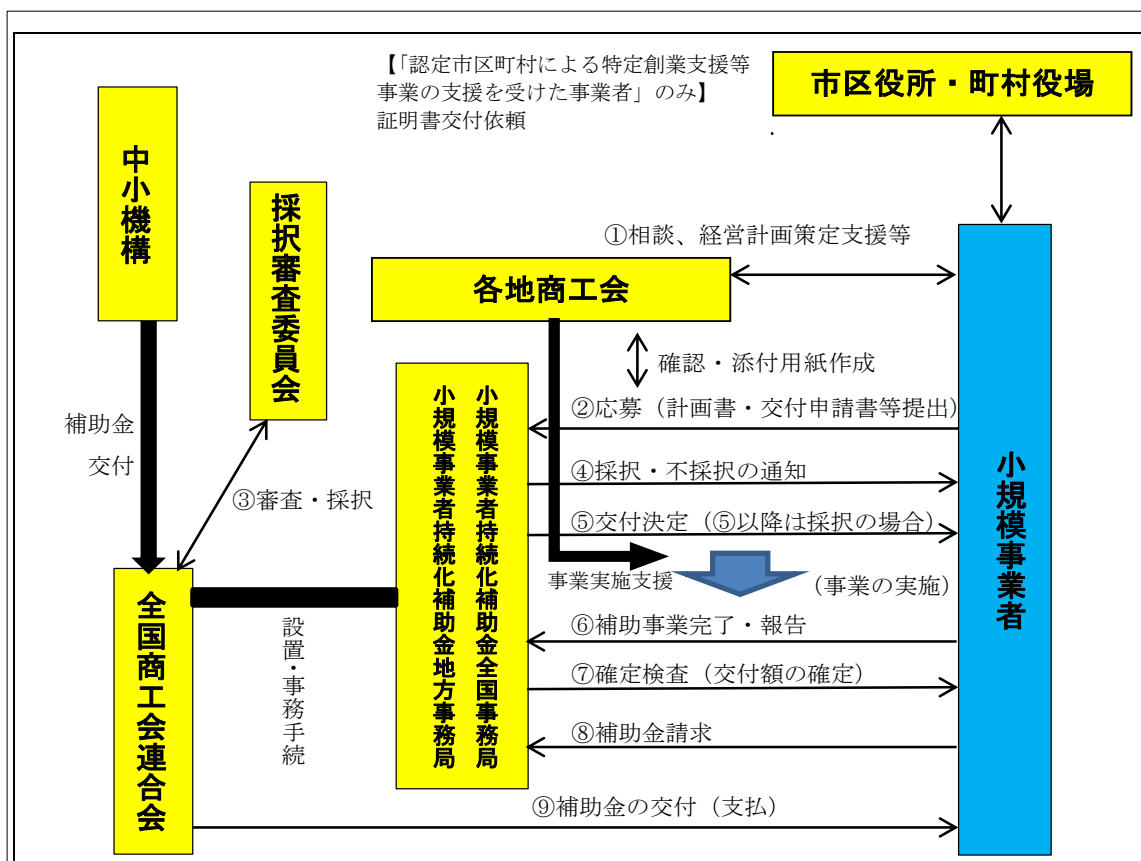 【「認定市区町村による特定創業支援等
事業の支援を受けた事業者」のみ】
証明書交付依頼
市区役所・町村役場
中小機構
採択審査委員会
①相談、経営計画策定支援等
各地商工会
確認・添付用紙作成
補助金
交付
③審査・採択
小規模事業者持続化補助金地方事務局
小規模事業者持続化補助金全国事務局
②応募（計画書・交付申請書等提出）
④採択・不採択の通知
⑤交付決定（⑤以降は採択の場合）
事業実施支援
（事業の実施）
小規模事業者
⑥補助事業完了・報告
⑦確定検査（交付額の確定）
⑧補助金請求
全国商工会連合会
設置・事務手続
⑨補助金の交付（支払）